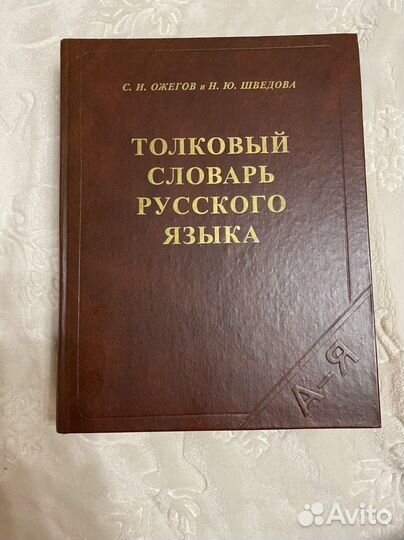 С. И. ОЖЕГОВ и Н. Ю. ШВЕДОВА
ТОЛКОВЫЙ
СЛОВАРЬ
РУССКОГО
ЯЗЫКА
А–Я
Avito